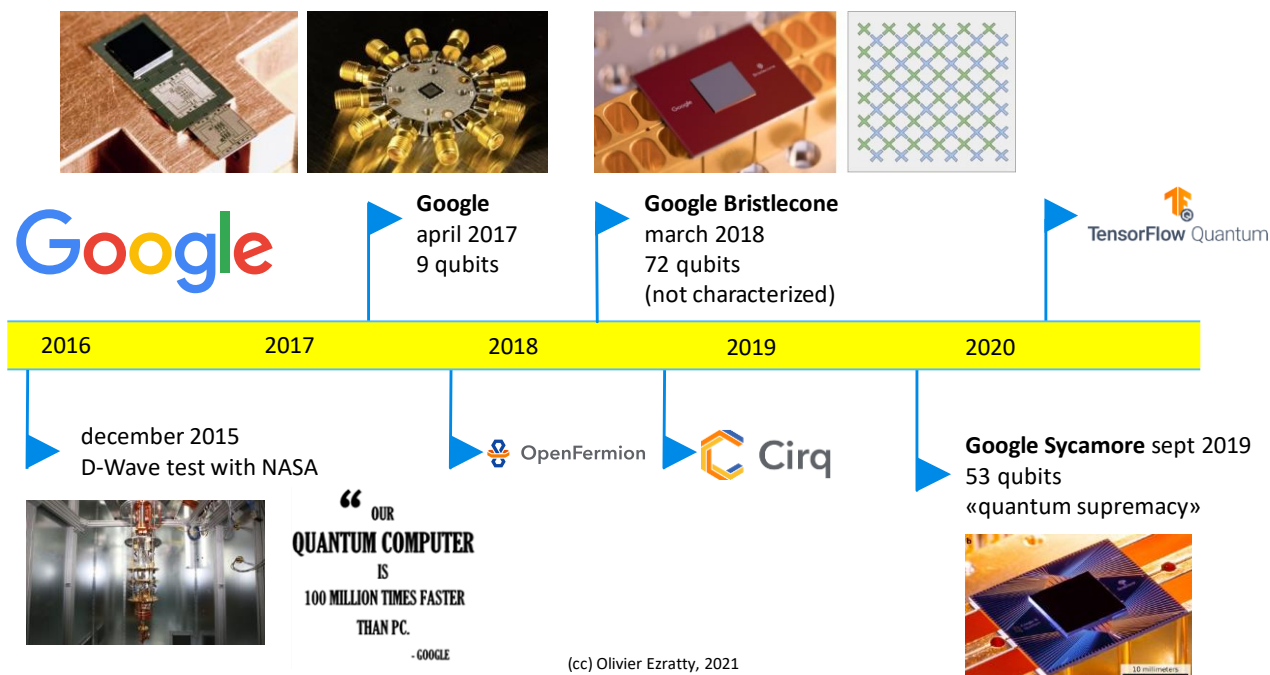 Google
Bristlecone
Google
Google
april 2017
9 qubits
Google Bristlecone
march 2018
72 qubits
(not characterized)
TensorFlow Quantum
2016
2017
2018
2019
2020
december 2015
D-Wave test with NASA
OpenFermion
Cirq
Google Sycamore sept 2019
53 qubits
«quantum supremacy»
“ OUR
QUANTUM COMPUTER
IS
100 MILLION TIMES FASTER
THAN PC.
- GOOGLE
b
10 millimeters
(cc) Olivier Ezratty, 2021